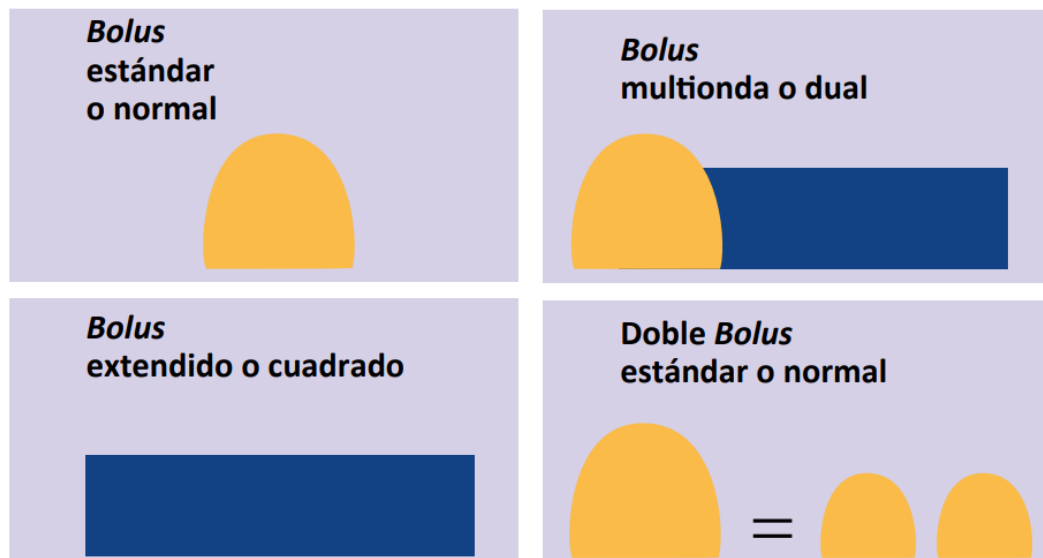 Bolus
estándar
o normal
Bolus
multionda o dual
Bolus
extendido o cuadrado
Doble Bolus
estándar o normal
=